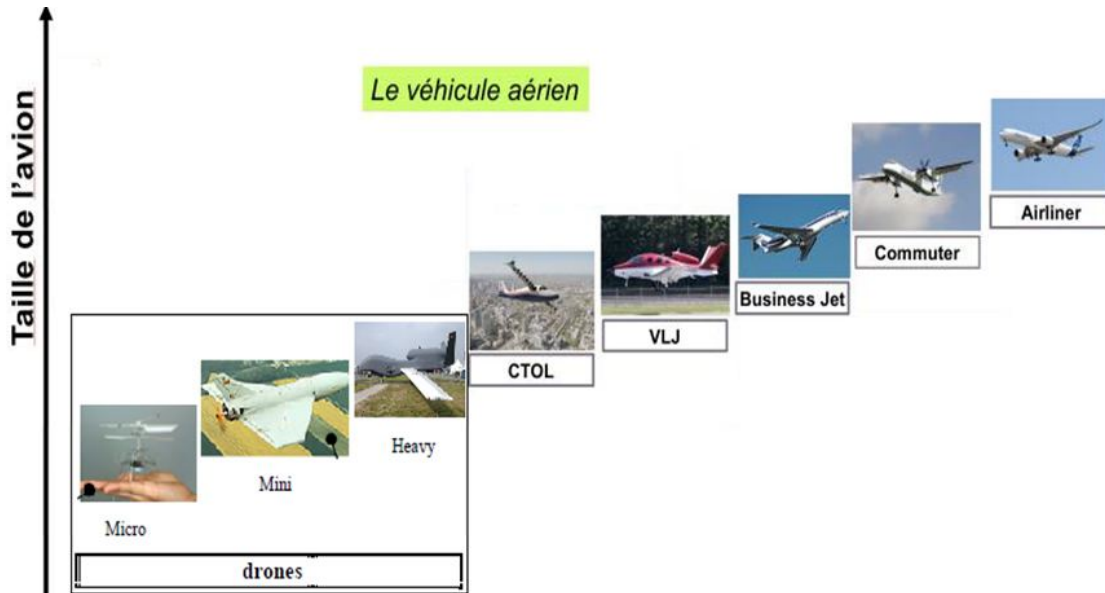 Taille de l'avion
Le véhicule aérien
Airliner
Commuter
Business Jet
VLJ
CTOL
Heavy
Mini
Micro
drones